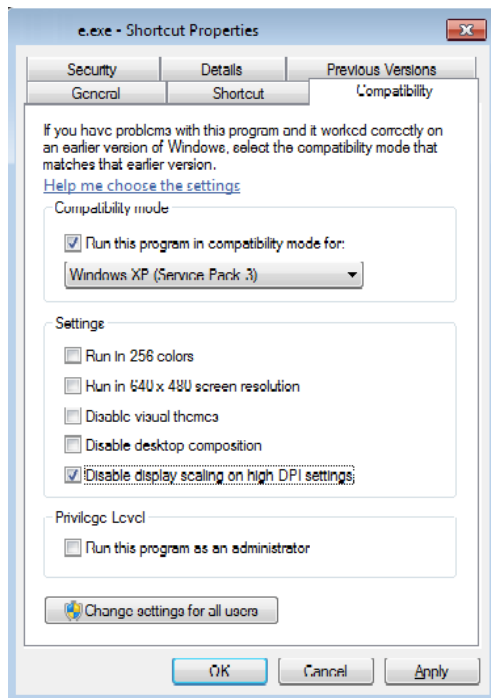 e.exe - Shortcut Properties
Security Details Previous Versions
General Shortcut Compatibility
If you have problems with this program and it worked correctly on
an earlier version of Windows, select the compatibility mode that
matches that earlier version.
Help me choose the settings
Compatibility mode
Run this program in compatibility mode for:
Windows XP (Service Pack 3)
Settings
Run in 256 colors
Run in 640 x 480 screen resolution
Disable visual themes
Disable desktop composition
Disable display scaling on high DPI settings
Privilege Level
Run this program as an administrator
Change settings for all users
OK Cancel Apply